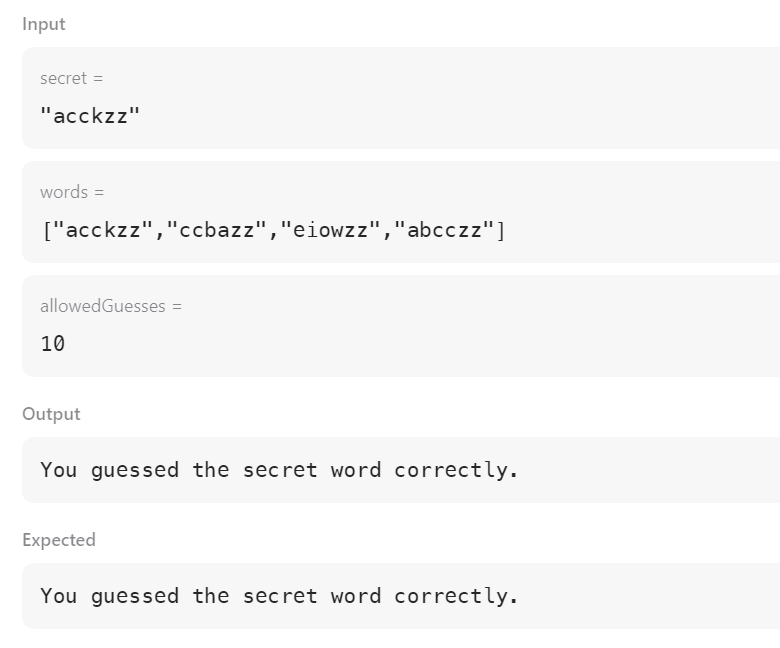 Input
secret =
"acckzz"
words =
["acckzz","ccbazz","eiowzz","abcczz"]
allowedGuesses =
10
Output
You guessed the secret word correctly.
Expected
You guessed the secret word correctly.